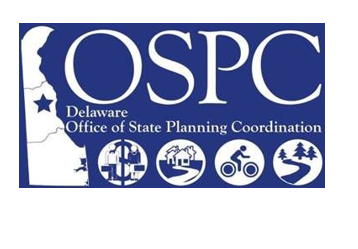 OSPC
Delaware
Office of State Planning Coordination